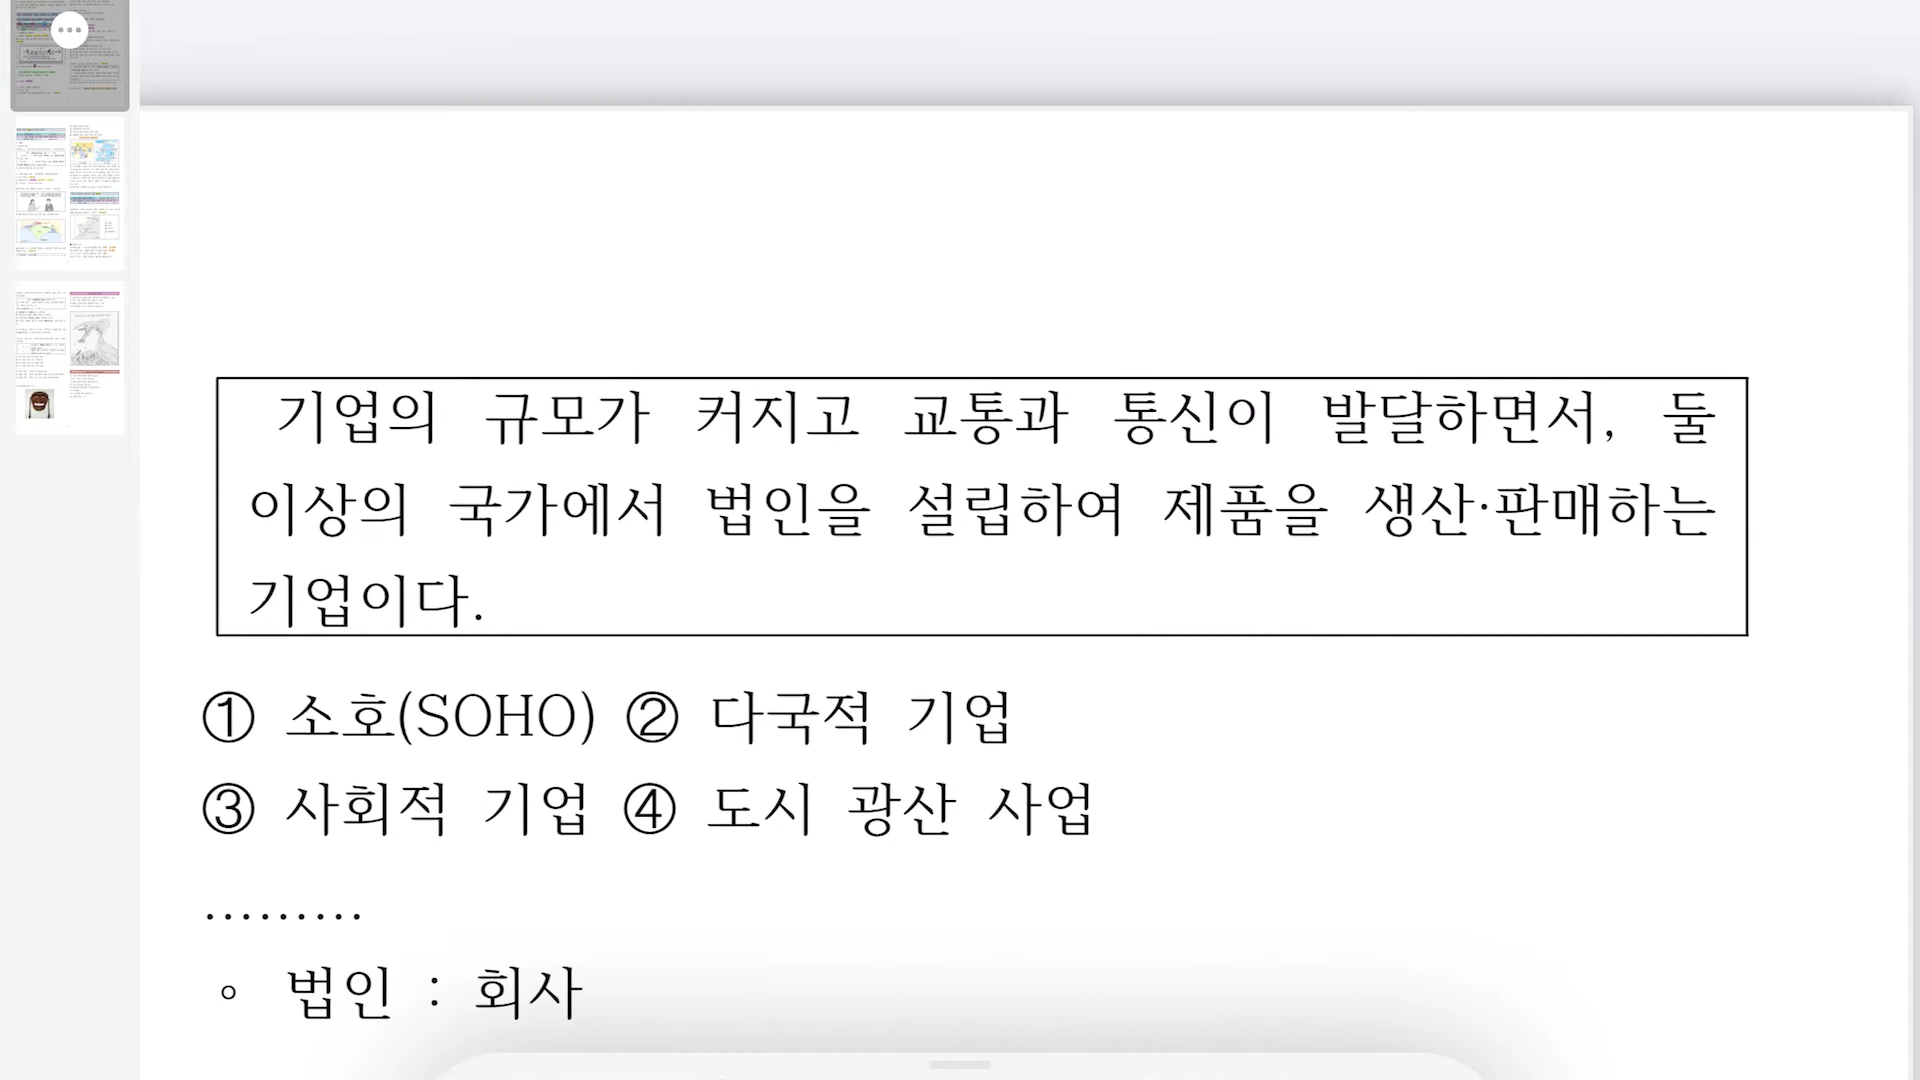 기업의 규모가 커지고 교통과 통신이 발달하면서, 둘
이상의 국가에서 법인을 설립하여 제품을 생산·판매하는
기업이다.
① 소호(SOHO) ② 다국적 기업
③ 사회적 기업 ④ 도시 광산 사업
·········
∘ 법인 : 회사